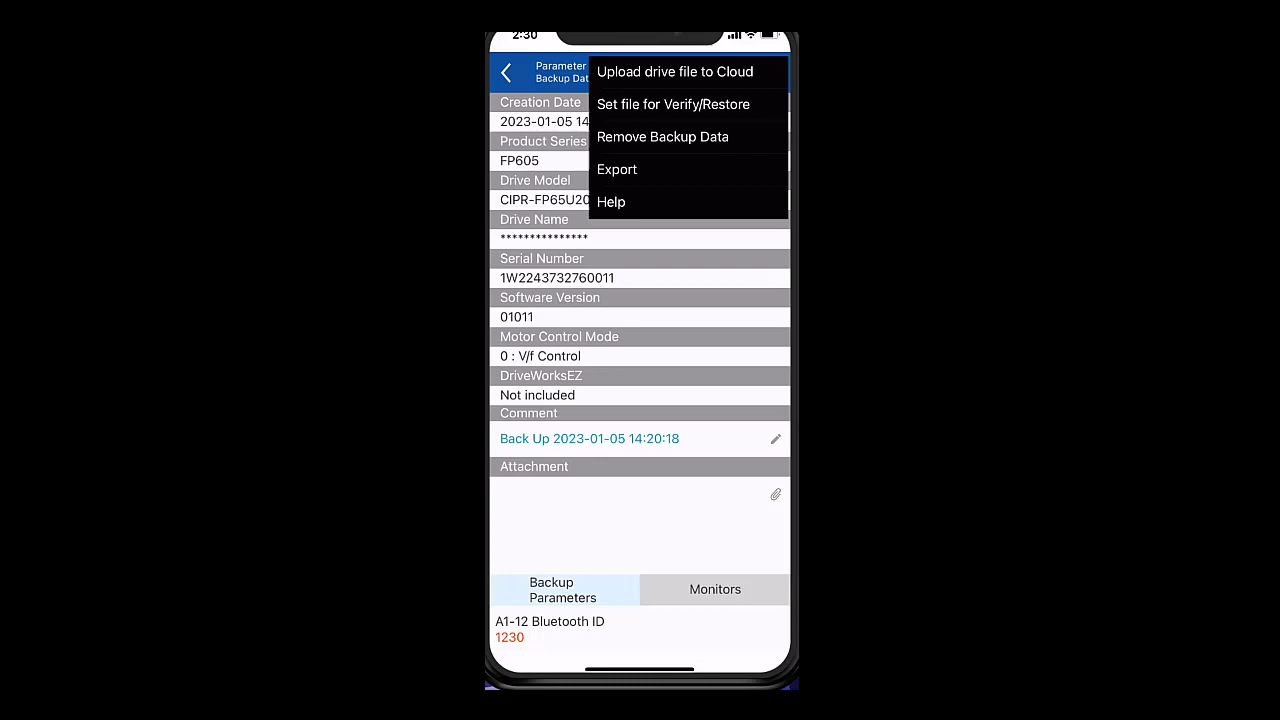 2:30
Parameter
Backup Dat
Upload drive file to Cloud
Set file for Verify/Restore
Remove Backup Data
Export
Help
Creation Date
2023-01-05 14
Product Series
FP605
Drive Model
CIPR-FP65U20
Drive Name
***************
Serial Number
1W2243732760011
Software Version
01011
Motor Control Mode
0 : V/f Control
DriveWorksEZ
Not included
Comment
Back Up 2023-01-05 14:20:18
Attachment
Backup
Parameters
Monitors
A1-12 Bluetooth ID
1230